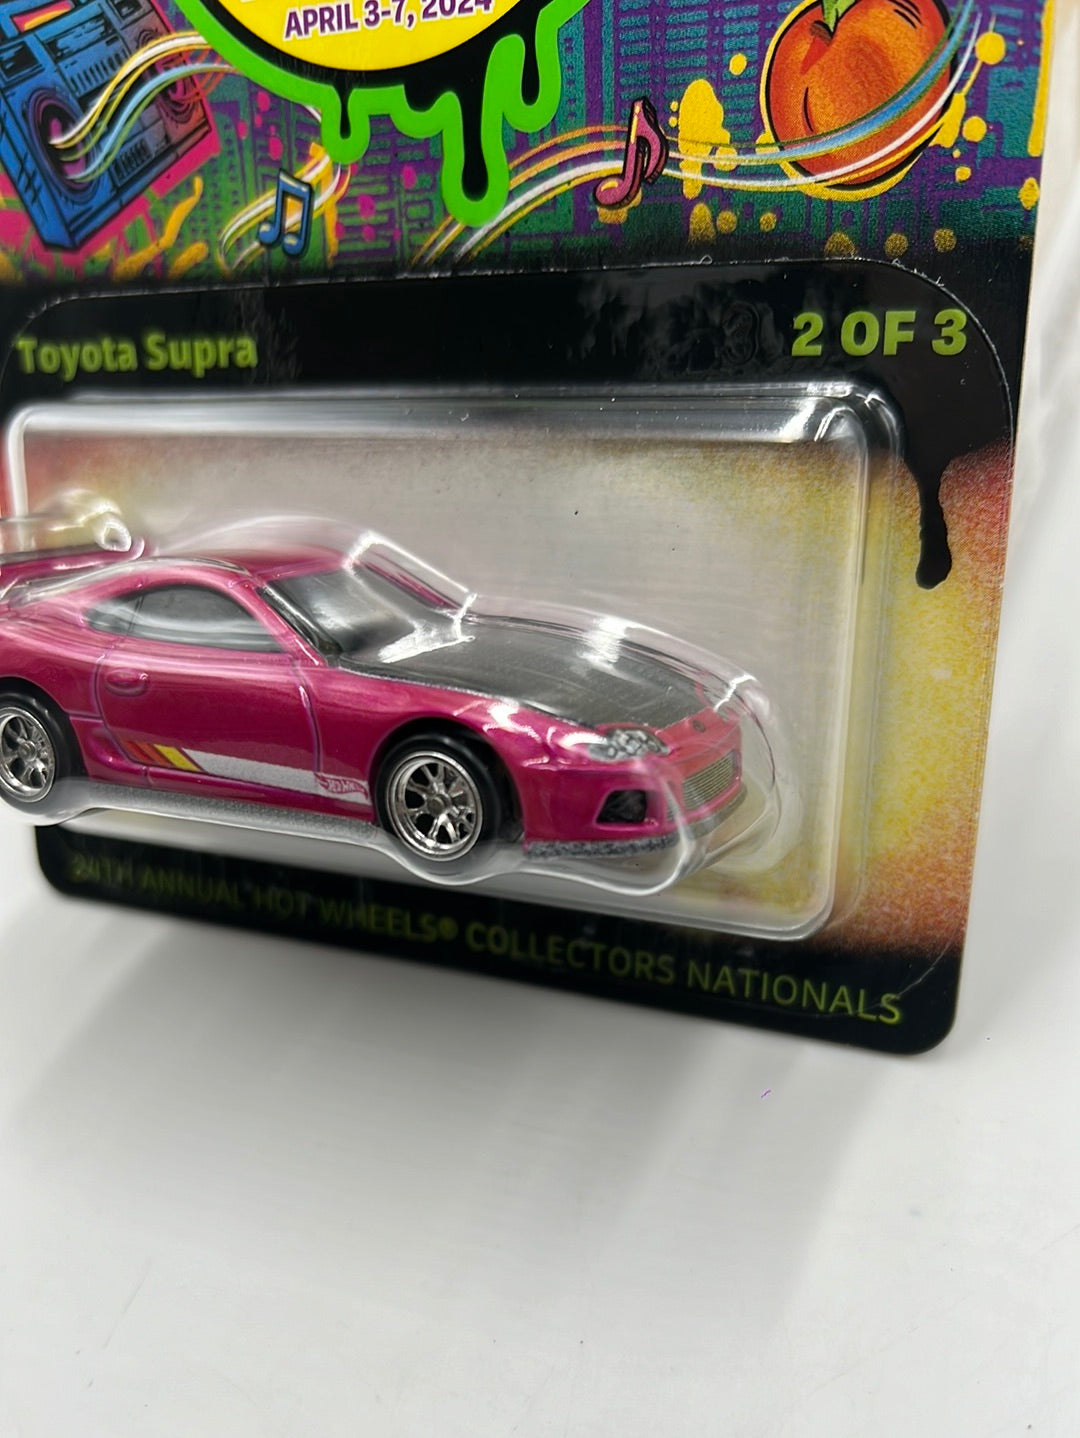 APRIL 3-7, 2024
Toyota Supra
2 OF 3
24TH ANNUAL HOT WHEELS® COLLECTORS NATIONALS